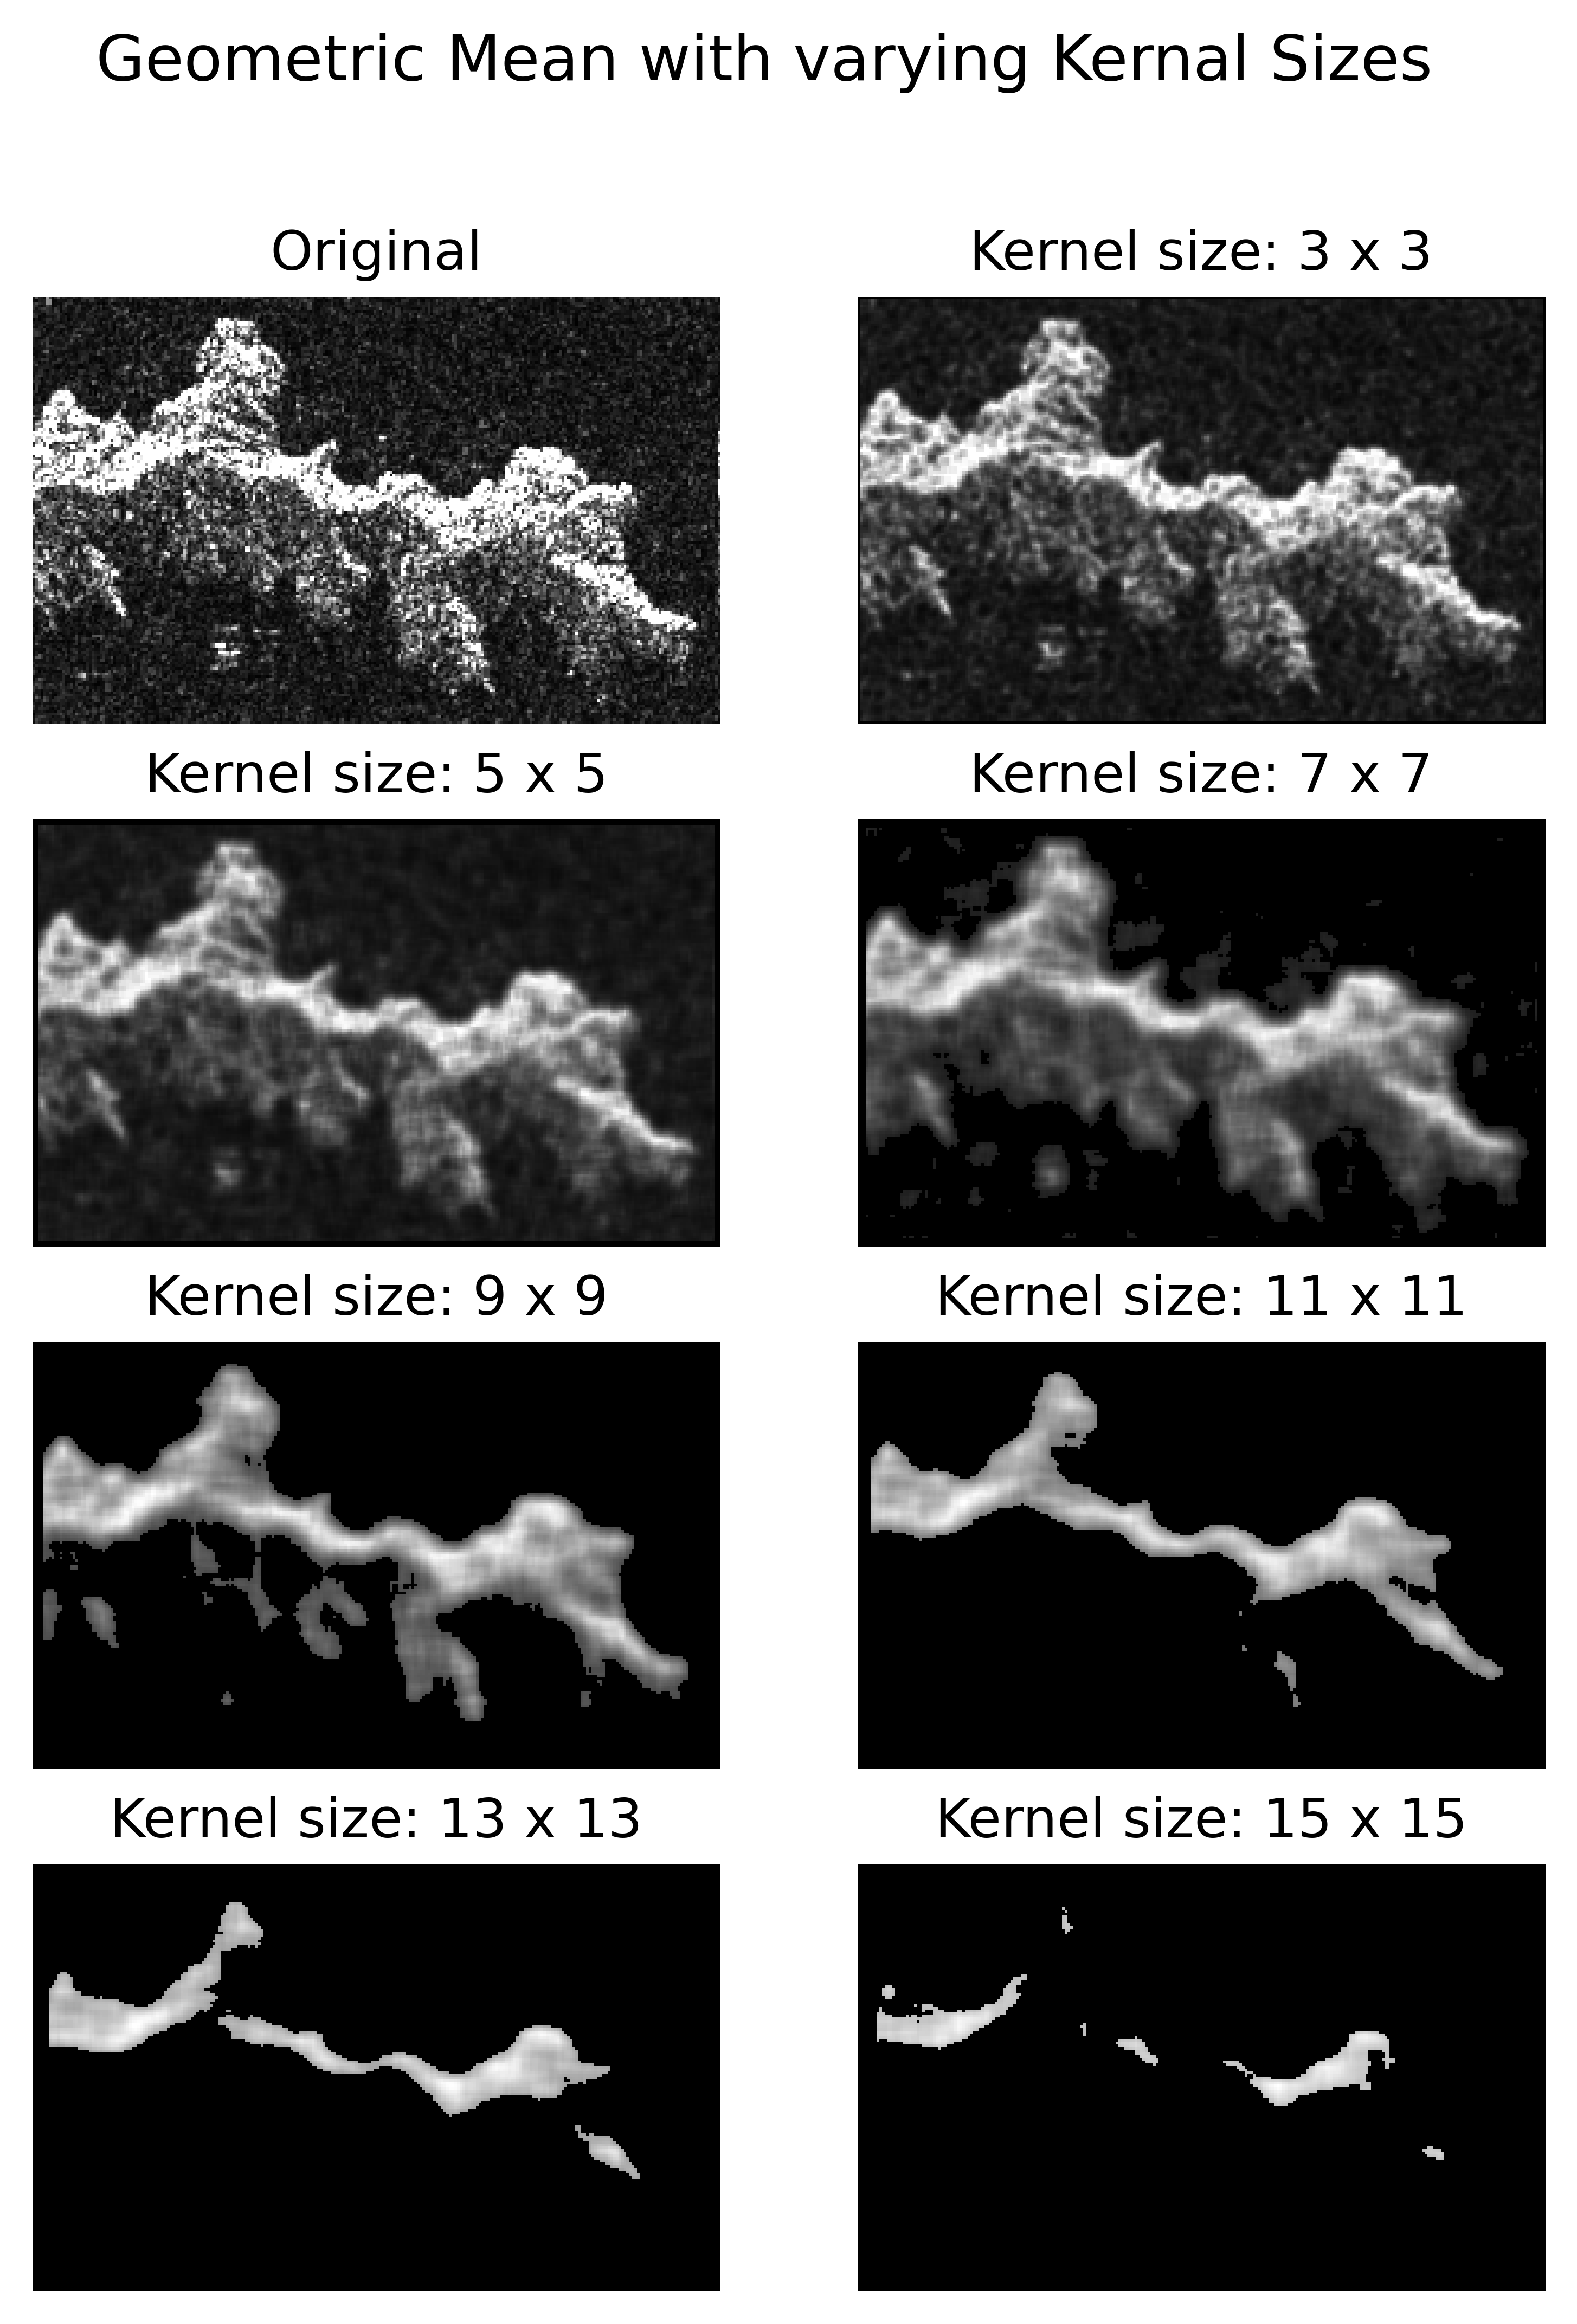 Geometric Mean with varying Kernal Sizes
Original
Kernel size: 3 x 3
Kernel size: 5 x 5
Kernel size: 7 x 7
Kernel size: 9 x 9
Kernel size: 11 x 11
Kernel size: 13 x 13
Kernel size: 15 x 15